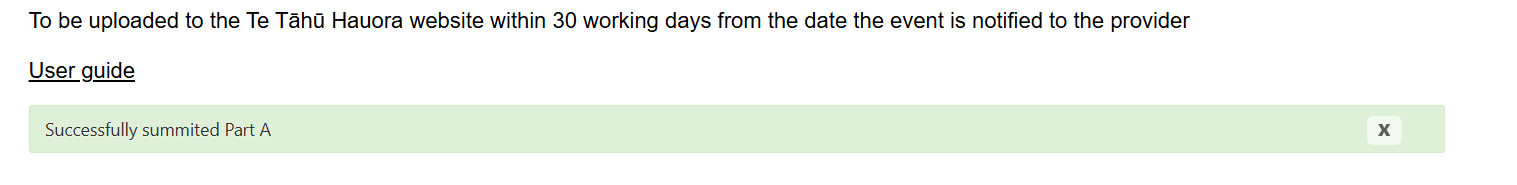 To be uploaded to the Te Tāhū Hauora website within 30 working days from the date the event is notified to the provider
User guide
Successfully summited Part A
X